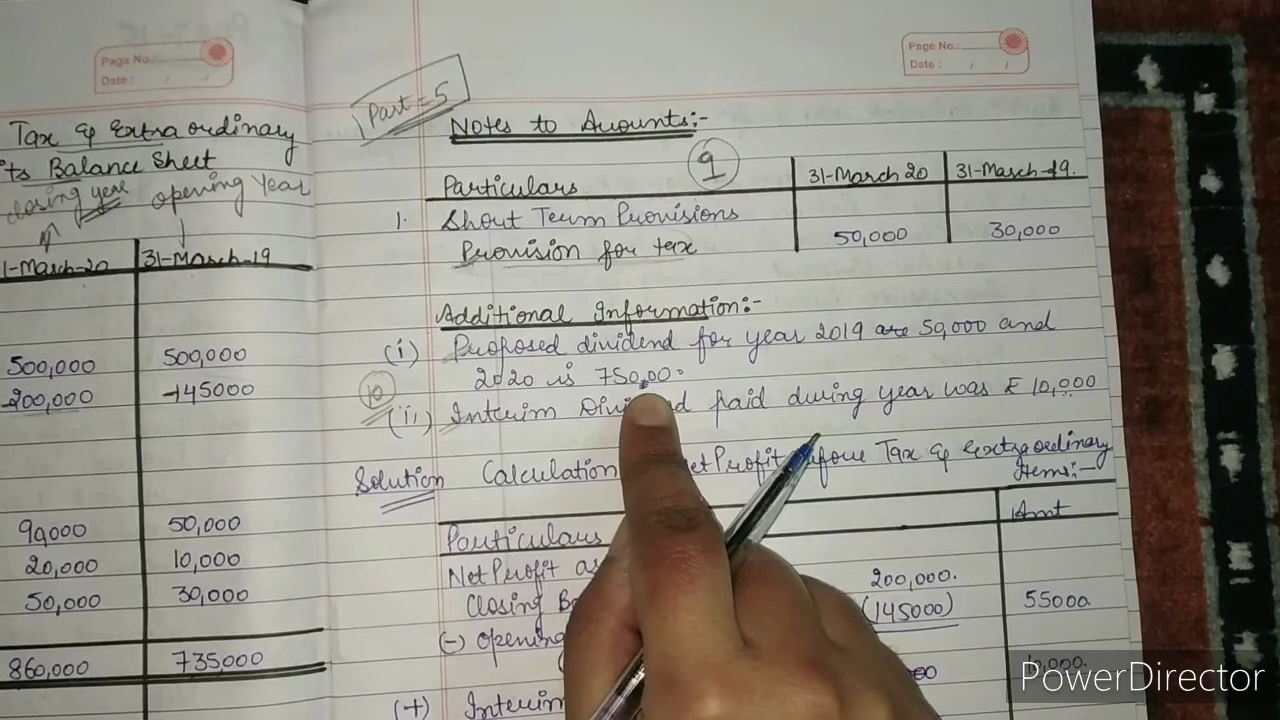 Page No.:
Date : / /
Tax & Extraordinary
its Balance Sheet
closing year opening Year
1-March-20 31-March-19
500,000 500,000
200,000 145000
90,000 50,000
20,000 10,000
50,000 30,000
860,000 735,000
Page No.:
Date : / /
Part = 5
Notes to Amounts:-
9
Particulars 31-March 20 31-March-19.
1. Short Term Provisions
Provision for tax 50,000 30,000
Additional Information:-
(i) Proposed dividend for year 2019 are 50,000 and
2020 is 750,00.
10
(ii) Interim paid during year was ₤ 10,000
Solution Calculation Net Profit Tax & extraordinary
Items:-
Particulars Amt
Net Profit as
Closing 200,000.
(-) opening (145000) 55000.
(+) Interim
PowerDirector